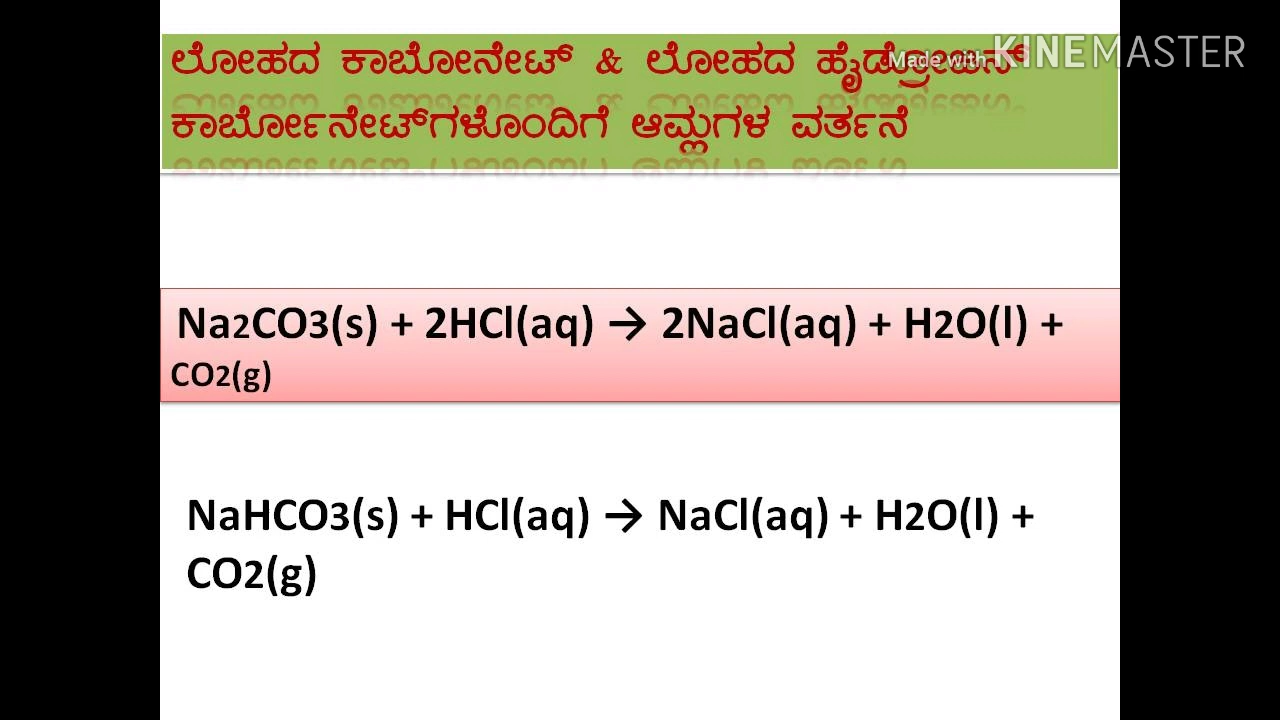 ಲೋಹದ ಕಾಬೋನೇಟ್ & ಲೋಹದ ಹೈಡ್ರೋಜನ್
Made with KINEMASTER
ಕಾರ್ಬೋನೇಟ್‌ಗಳೊಂದಿಗೆ ಆಮ್ಲಗಳ ವರ್ತನೆ
Na2CO3(s) + 2HCl(aq) → 2NaCl(aq) + H2O(l) +
CO2(g)
NaHCO3(s) + HCl(aq) → NaCl(aq) + H2O(l) +
CO2(g)